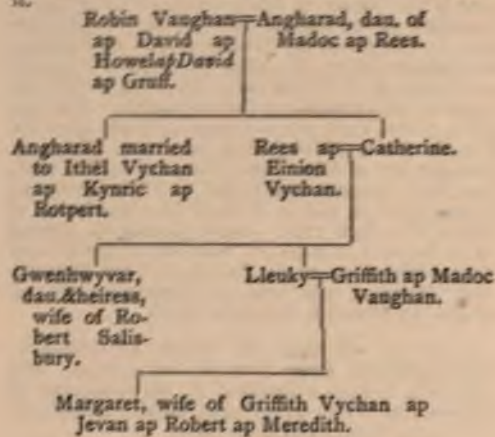 Robin Vaughan=Angharad, dau. of
ap David ap Madoc ap Rees.
Howel ap David
ap Gruff.
Angharad married Rees ap=Catherine.
to Ithel Vychan Einion
ap Kynric ap Vychan.
Rotpert.
Gwenhwyvar, Lleuky=Griffith ap Madoc
dau.&heiress, Vaughan.
wife of Ro-
bert Salis-
bury.
Margaret, wife of Griffith Vychan ap
Jevan ap Robert ap Meredith.